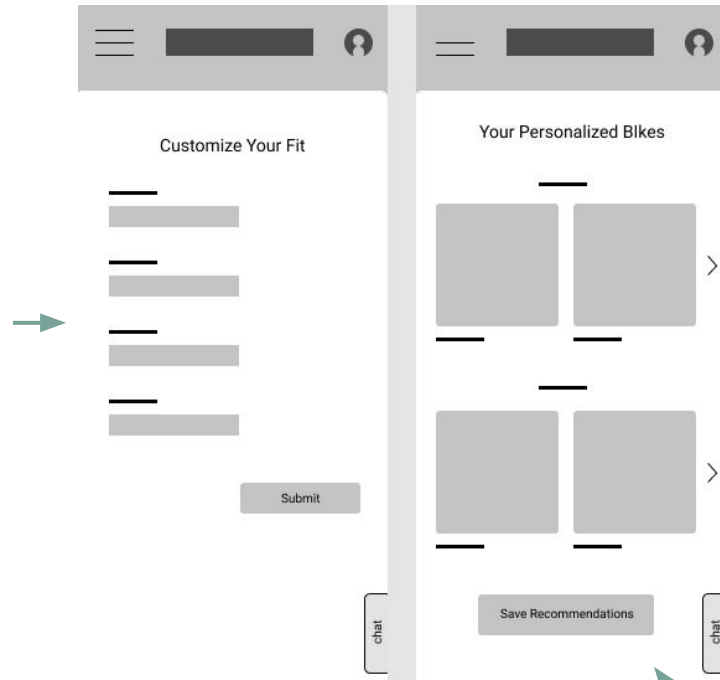 Customize Your Fit
Submit
chat
Your Personalized BIkes
Save Recommendations
chat